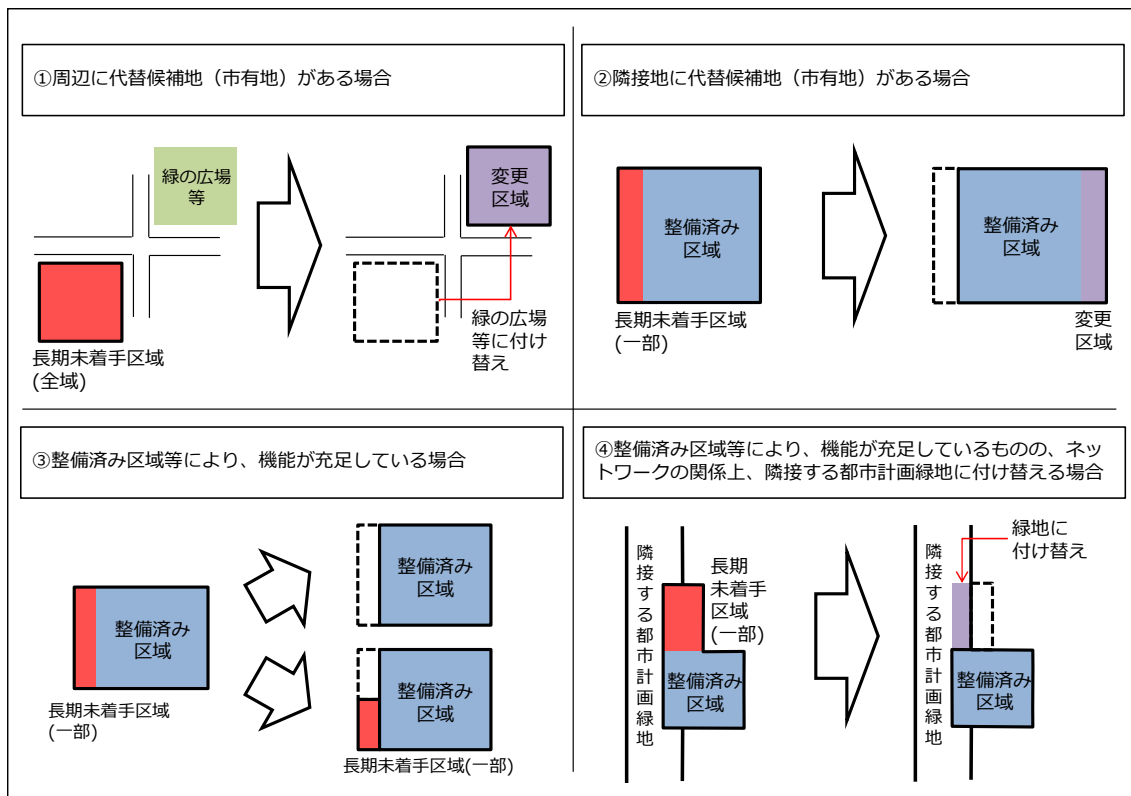 ①周辺に代替候補地（市有地）がある場合
緑の広場
等
変更
区域
長期未着手区域
(全域)
緑の広場
等に付け
替え
②隣接地に代替候補地（市有地）がある場合
整備済み
区域
長期未着手区域
(一部)
整備済み
区域
変更
区域
③整備済み区域等により、機能が充足している場合
整備済み
区域
長期未着手区域
(一部)
整備済み
区域
整備済み
区域
長期未着手区域(一部)
④整備済み区域等により、機能が充足しているものの、ネッ
トワークの関係上、隣接する都市計画緑地に付け替える場合
隣接する都市計画緑地
長期
未着手
区域
(一部)
整備済み
区域
隣接する都市計画緑地
緑地に
付け替え
整備済み
区域